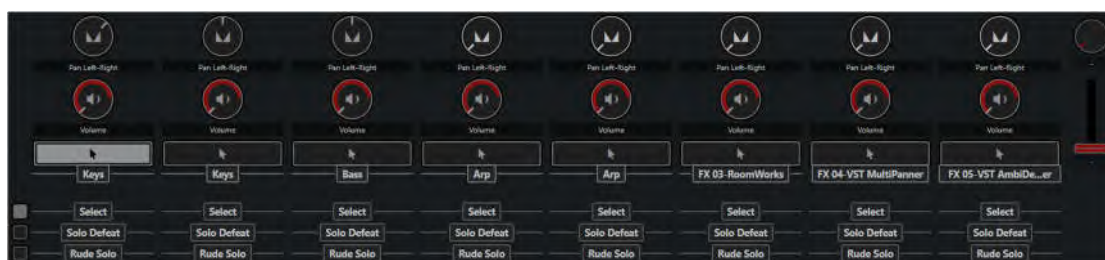 Pan Left-Right Pan Left-Right Pan Left-Right Pan Left-Right Pan Left-Right Pan Left-Right Pan Left-Right Pan Left-Right
Volume Volume Volume Volume Volume Volume Volume Volume
Keys Keys Bass Arp Arp FX 03-RoomWorks FX 04-VST MultiPanner FX 05-VST AmbiDe...er
Select Select Select Select Select Select Select Select
Solo Defeat Solo Defeat Solo Defeat Solo Defeat Solo Defeat Solo Defeat Solo Defeat Solo Defeat
Rude Solo Rude Solo Rude Solo Rude Solo Rude Solo Rude Solo Rude Solo Rude Solo